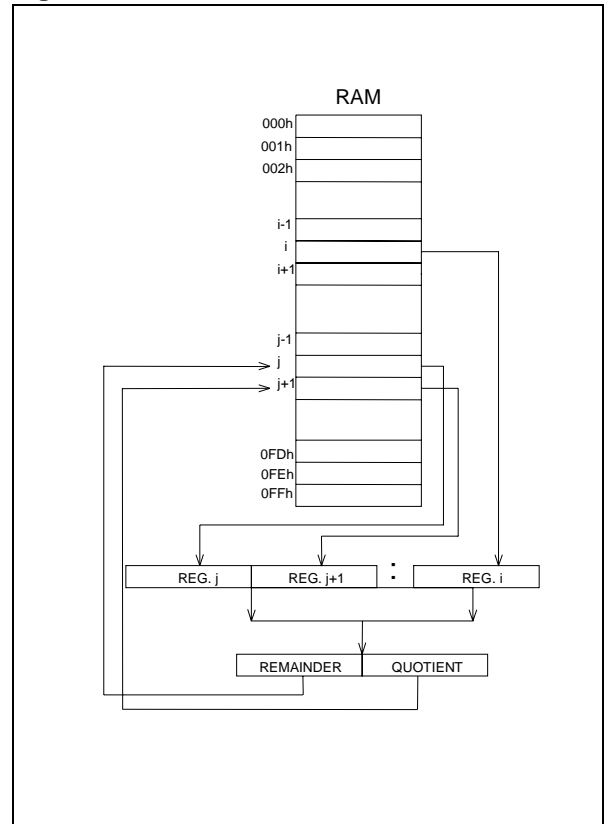 RAM
000h
001h
002h
i-1
i
i+1
j-1
j
j+1
0FDh
0FEh
0FFh
REG. j REG. j+1 : REG. i
REMAINDER QUOTIENT